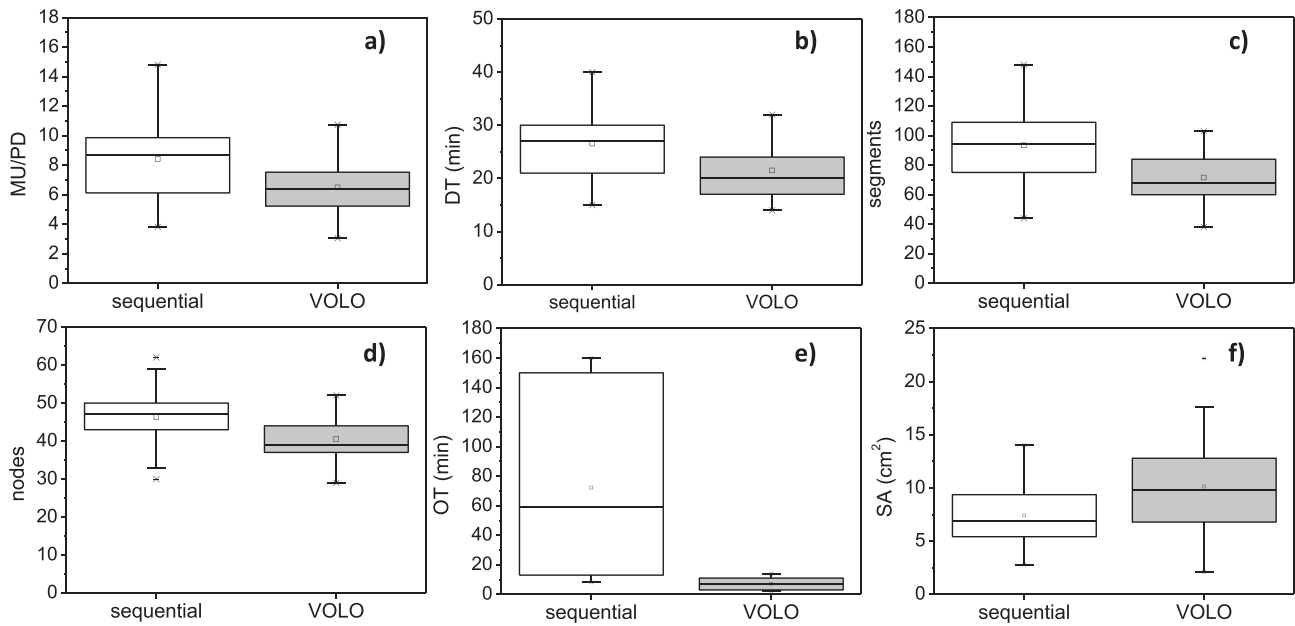 a)
MU/PD
18
16
14
12
10
8
6
4
2
0
sequential VOLO
b)
DT (min)
50
40
30
20
10
0
sequential VOLO
c)
segments
180
160
140
120
100
80
60
40
20
0
sequential VOLO
d)
nodes
70
60
50
40
30
20
10
0
sequential VOLO
e)
OT (min)
180
160
140
120
100
80
60
40
20
0
sequential VOLO
f)
SA (cm²)
25
20
15
10
5
0
sequential VOLO